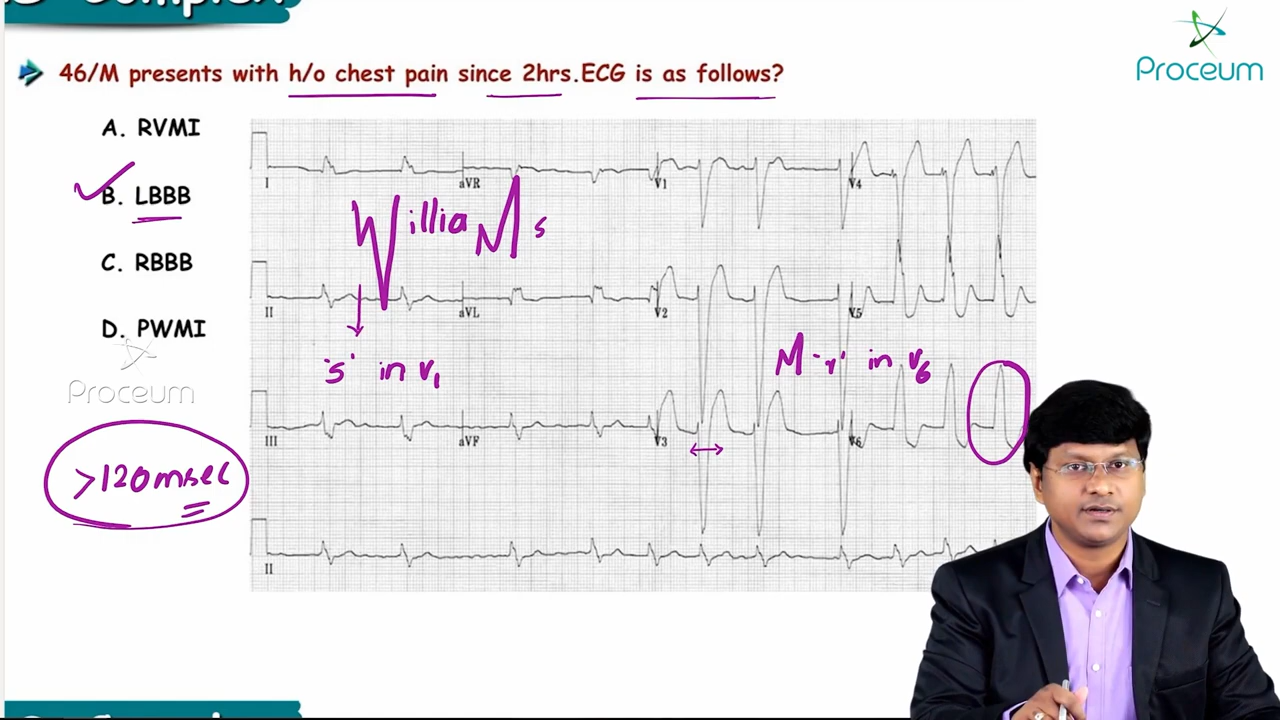 Proceum
46/M presents with h/o chest pain since 2hrs.ECG is as follows?
A. RVMI
B. LBBB
C. RBBB
D. PWMI
Proceum
>120msec
I
aVR
V1
V4
WilliaMs
II
aVL
V2
V5
's' in V1
M-'r' in V6
III
aVF
V3
V6
II